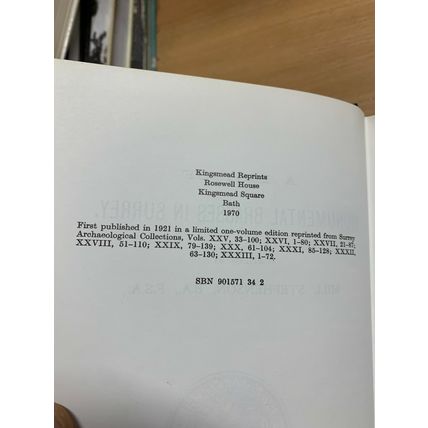 Kingsmead Reprints
Rosewell House
Kingsmead Square
Bath
1970
First published in 1921 in a limited one-volume edition reprinted from Surrey
Archaeological Collections, Vols. XXV, 33-100; XXVI, 1-80; XXVII, 21-87;
XXVIII, 51-110; XXIX, 79-139; XXX, 61-104; XXXI, 85-128; XXXII,
63-130; XXXIII, 1-72.
SBN 901571 34 2